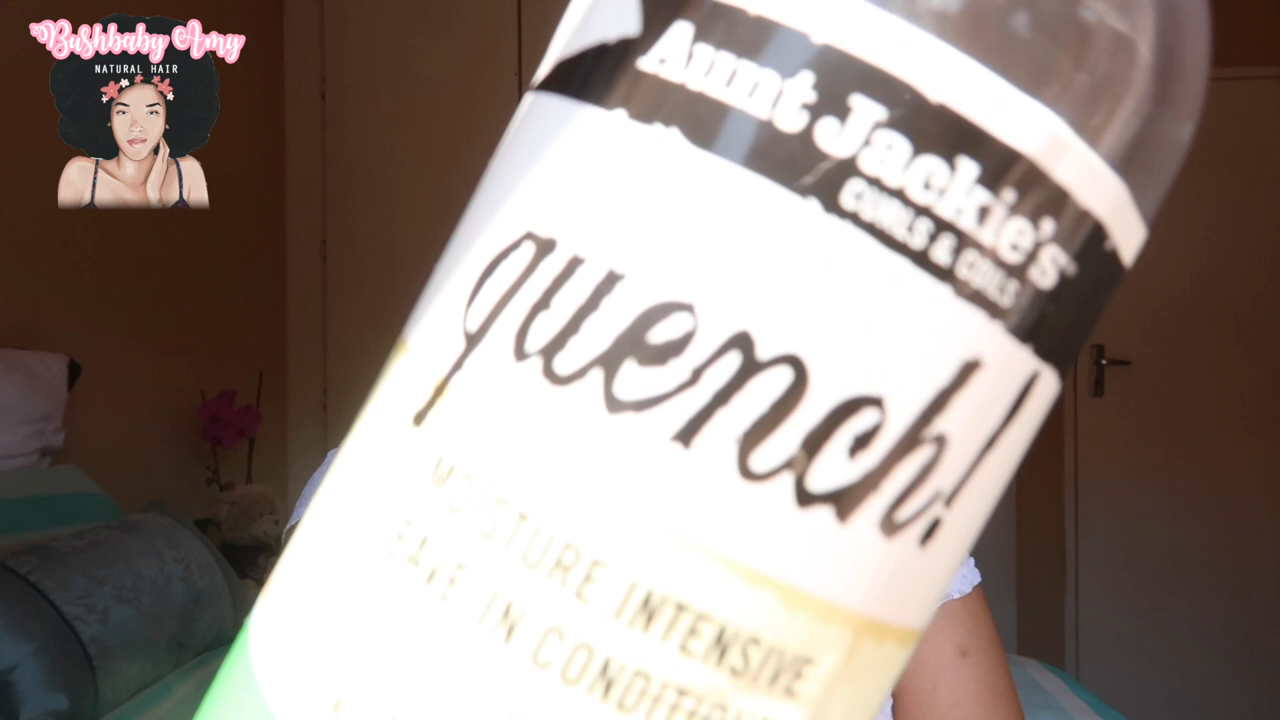 Bushbaby Amy
NATURAL HAIR
Aunt Jackie's
CURLS & COILS
quench!
MOISTURE INTENSIVE
LEAVE IN CONDITIONER